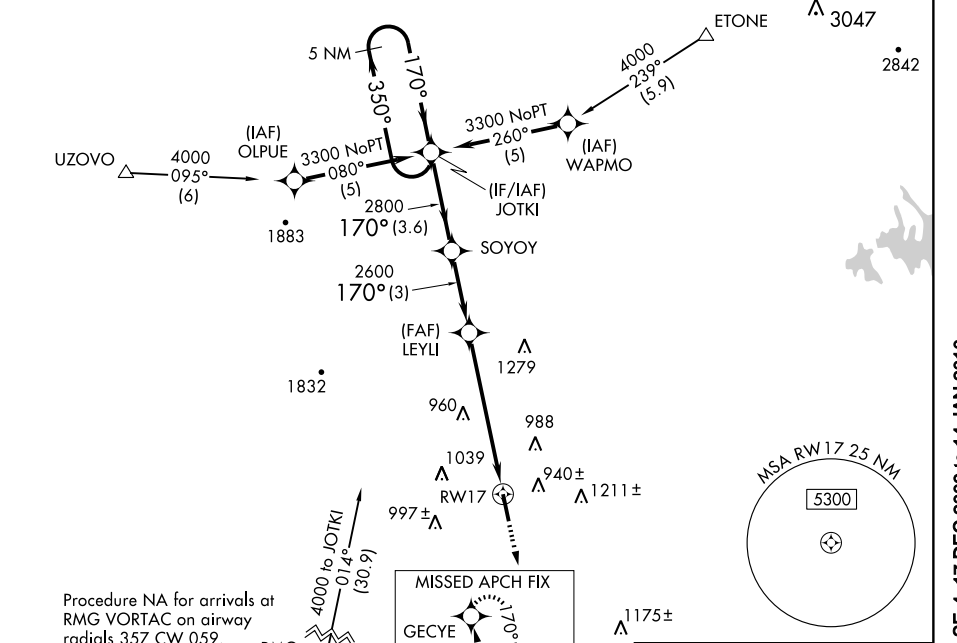 ETONE
3047
2842
4000
239°
(5.9)
5 NM
170°
350°
3300 NoPT
260°
(5)
(IAF)
WAPMO
UZOVO
4000
095°
(6)
(IAF)
OLPUE
3300 NoPT
080°
(5)
(IF/IAF)
JOTKI
1883
2800
170° (3.6)
SOYOY
2600
170° (3)
(FAF)
LEYLI
1279
1832
960
988
1039
940±
1211±
RW17
997±
MSA RW17 25 NM
5300
4000 to JOTKI
014°
(30.9)
MISSED APCH FIX
GECYE
170°
1175±
Procedure NA for arrivals at
RMG VORTAC on airway
radials 357 CW 059